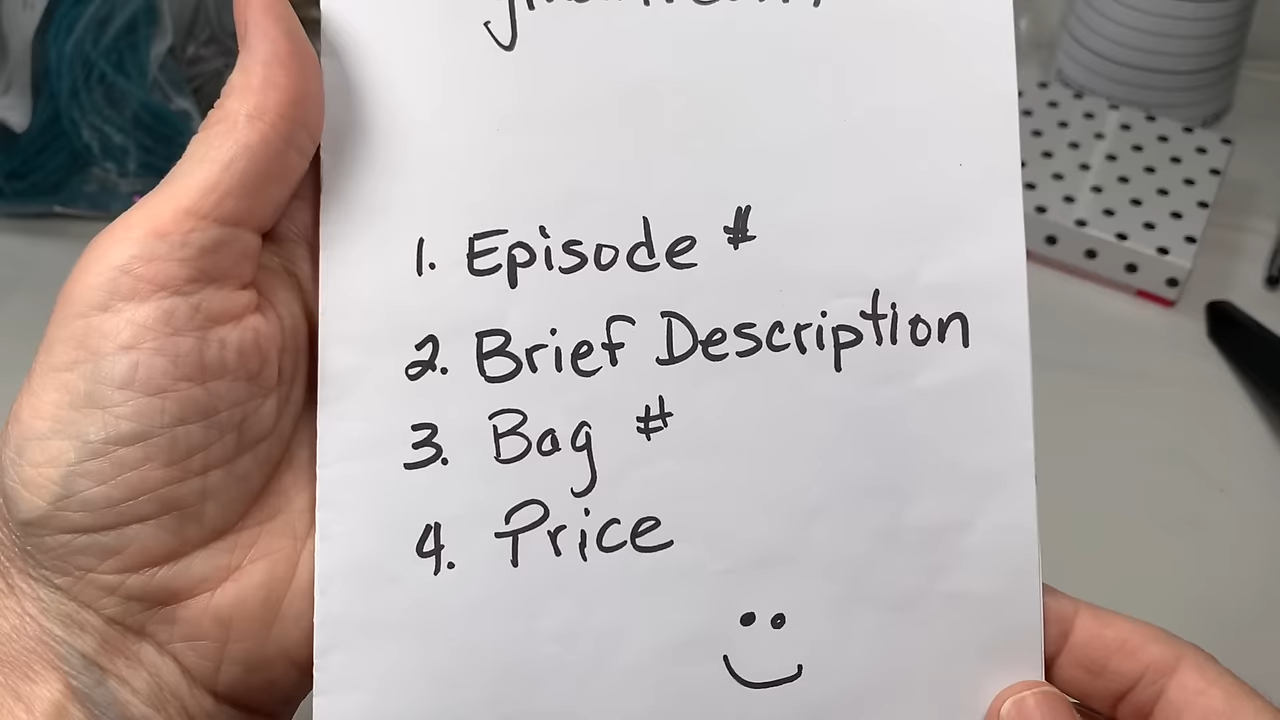 1. Episode #
2. Brief Description
3. Bag #
4. Price